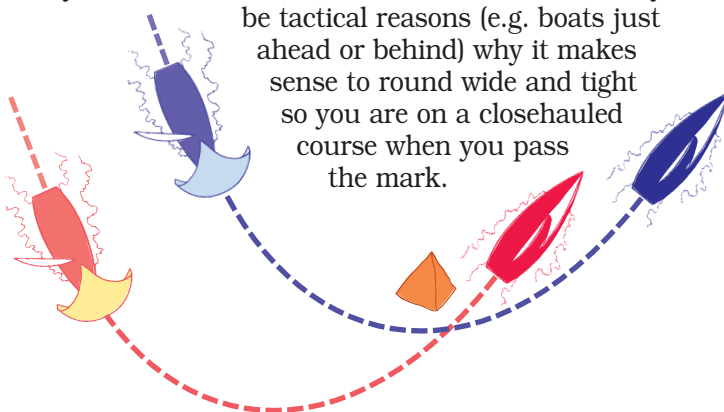 be tactical reasons (e.g. boats just
ahead or behind) why it makes
sense to round wide and tight
so you are on a closehauled
course when you pass
the mark.